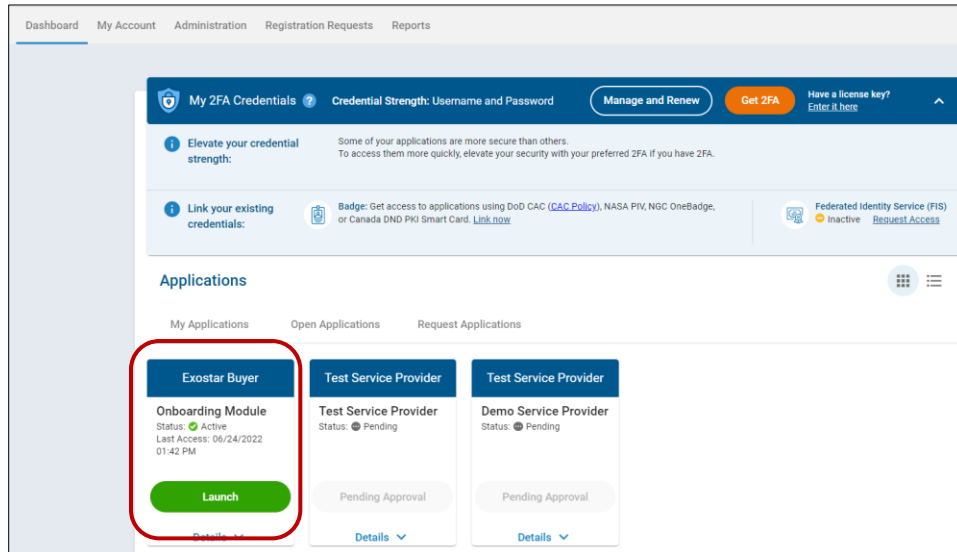 Dashboard My Account Administration Registration Requests Reports
My 2FA Credentials ? Credential Strength: Username and Password Manage and Renew Get 2FA Have a license key?
Enter it here
Elevate your credential strength:
Some of your applications are more secure than others.
To access them more quickly, elevate your security with your preferred 2FA if you have 2FA.
Link your existing credentials:
Badge: Get access to applications using DoD CAC (CAC Policy), NASA PIV, NGC OneBadge,
or Canada DND PKI Smart Card. Link now
Federated Identity Service (FIS)
Inactive Request Access
Applications
My Applications Open Applications Request Applications
Exostar Buyer
Onboarding Module
Status: Active
Last Access: 06/24/2022
01:42 PM
Launch
Details
Test Service Provider
Test Service Provider
Status: Pending
Pending Approval
Details
Test Service Provider
Demo Service Provider
Status: Pending
Pending Approval
Details